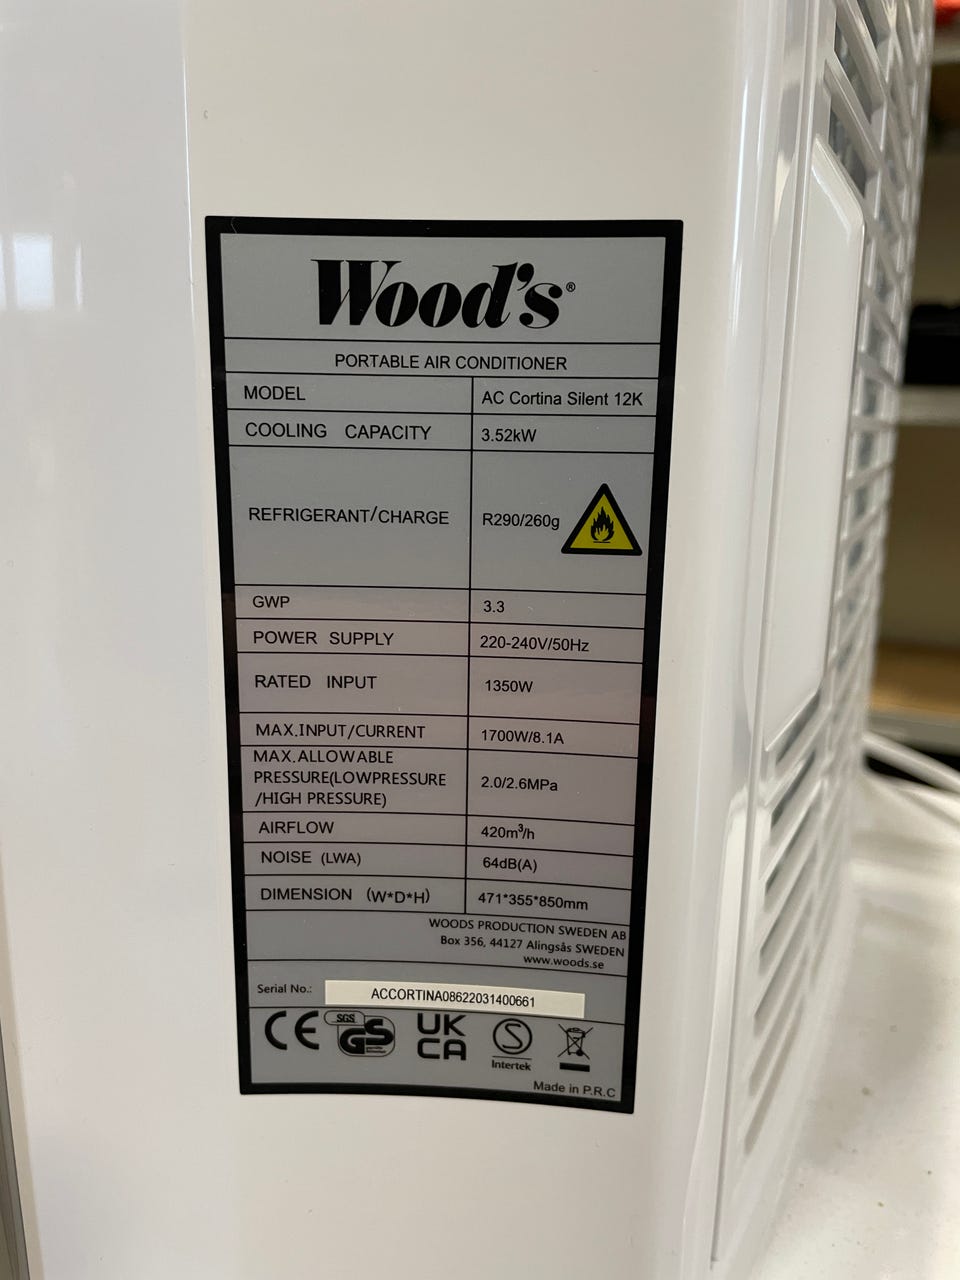 Wood's®
PORTABLE AIR CONDITIONER
MODEL AC Cortina Silent 12K
COOLING CAPACITY 3.52kW
REFRIGERANT/CHARGE R290/260g
GWP 3.3
POWER SUPPLY 220-240V/50Hz
RATED INPUT 1350W
MAX.INPUT/CURRENT 1700W/8.1A
MAX.ALLOWABLE
PRESSURE(LOWPRESSURE
/HIGH PRESSURE) 2.0/2.6MPa
AIRFLOW 420m³/h
NOISE (LWA) 64dB(A)
DIMENSION (W*D*H) 471*355*850mm
WOODS PRODUCTION SWEDEN AB
Box 356, 44127 Alingsås SWEDEN
www.woods.se
Serial No.: ACCORTINA08622031400661
CE SGS GS UK CA S Intertek
Made in P.R.C